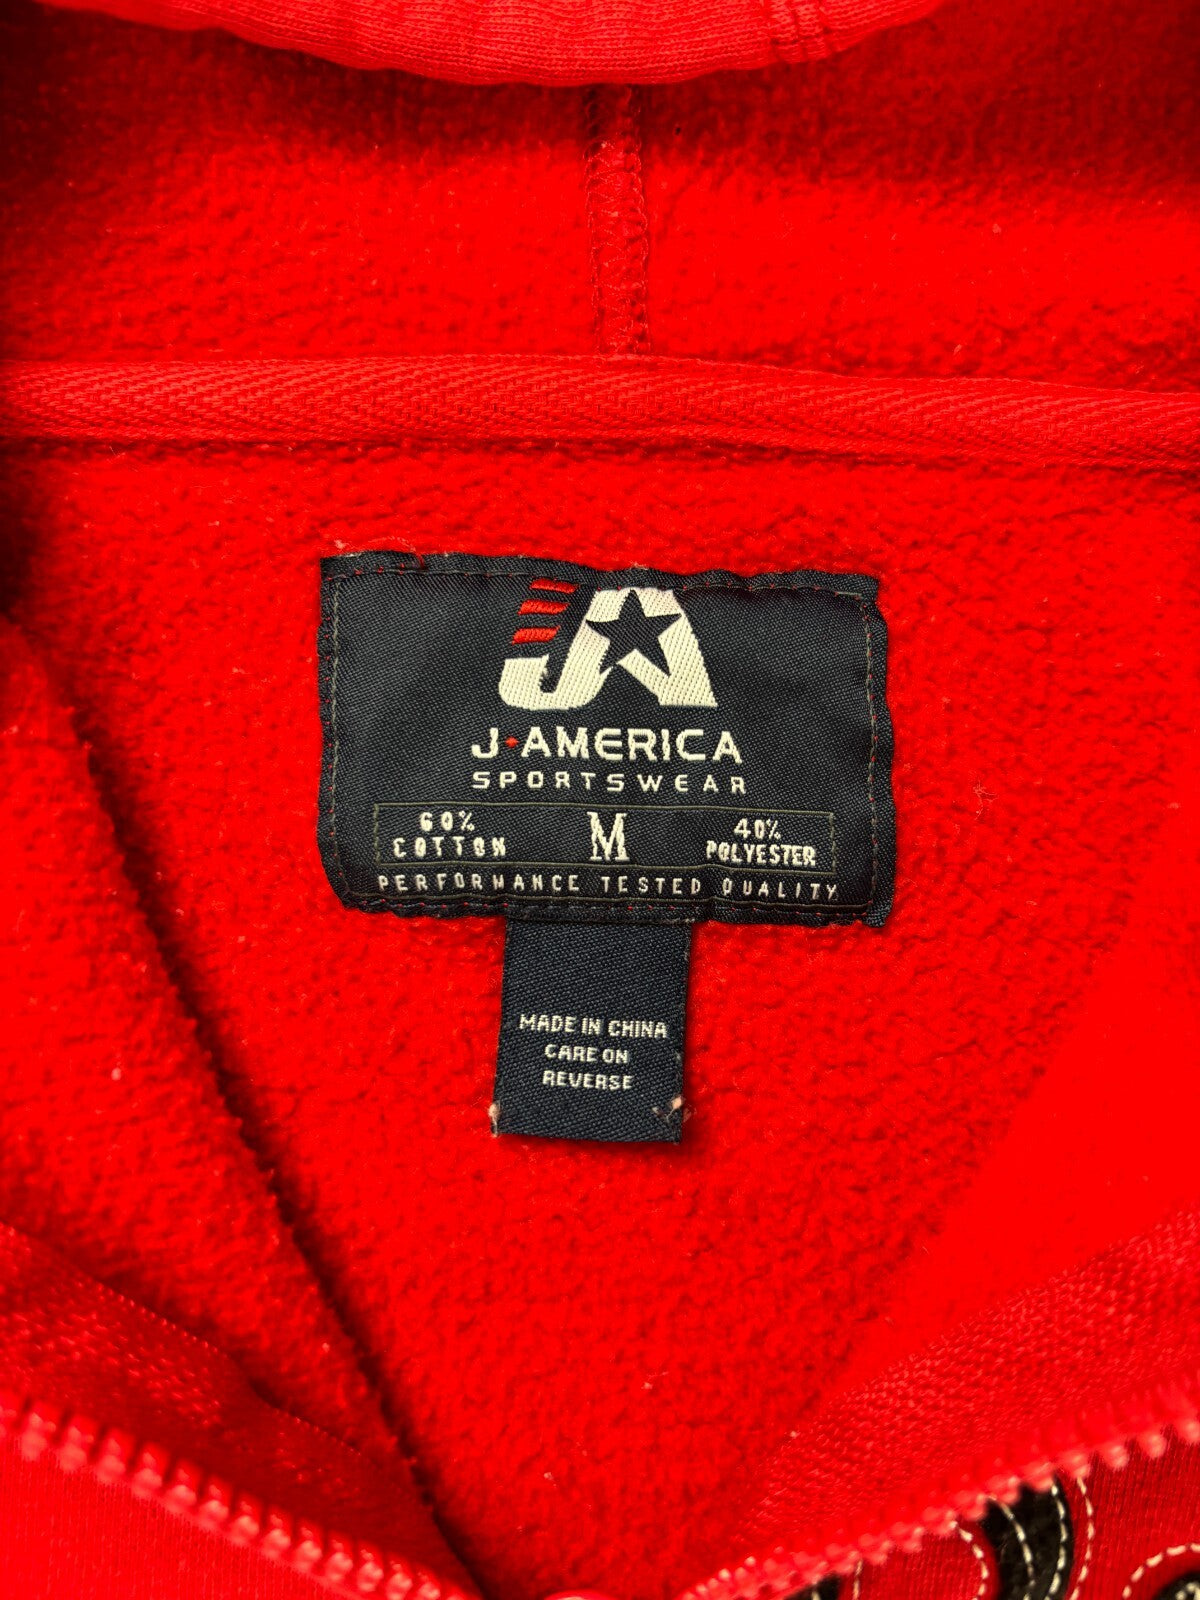 JA
J·AMERICA
SPORTSWEAR
60% COTTON M 40% POLYESTER
PERFORMANCE TESTED QUALITY
MADE IN CHINA
CARE ON
REVERSE